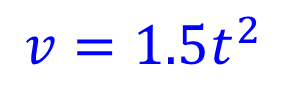 v = 1.5t²